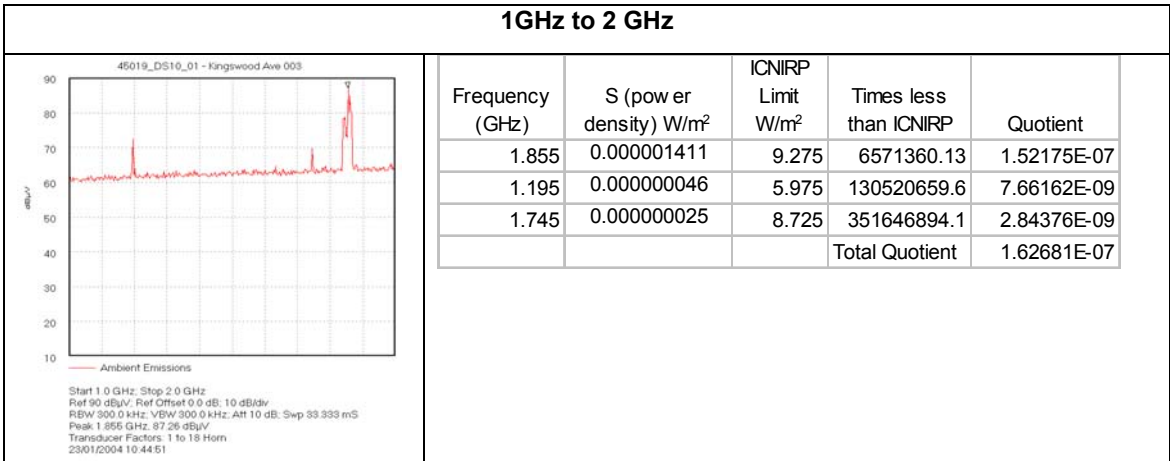 1GHz to 2 GHz
45019_DS10_01 - Kingswood Ave 003
90
80
70
60
50
40
30
20
10
dBµV
Ambient Emissions
Start 1.0 GHz; Stop 2.0 GHz
Ref 90 dBµV; Ref Offset 0.0 dB; 10 dB/div
RBW 300.0 kHz; VBW 300.0 kHz; Att 10 dB; Swp 33.333 mS
Peak 1.855 GHz, 87.26 dBµV
Transducer Factors: 1 to 18 Horn
23/01/2004 10:44:51
Frequency (GHz) S (pow er density) W/m² ICNIRP Limit W/m² Times less than ICNIRP Quotient
1.855 0.000001411 9.275 6571360.13 1.52175E-07
1.195 0.000000046 5.975 130520659.6 7.66162E-09
1.745 0.000000025 8.725 351646894.1 2.84376E-09
Total Quotient 1.62681E-07